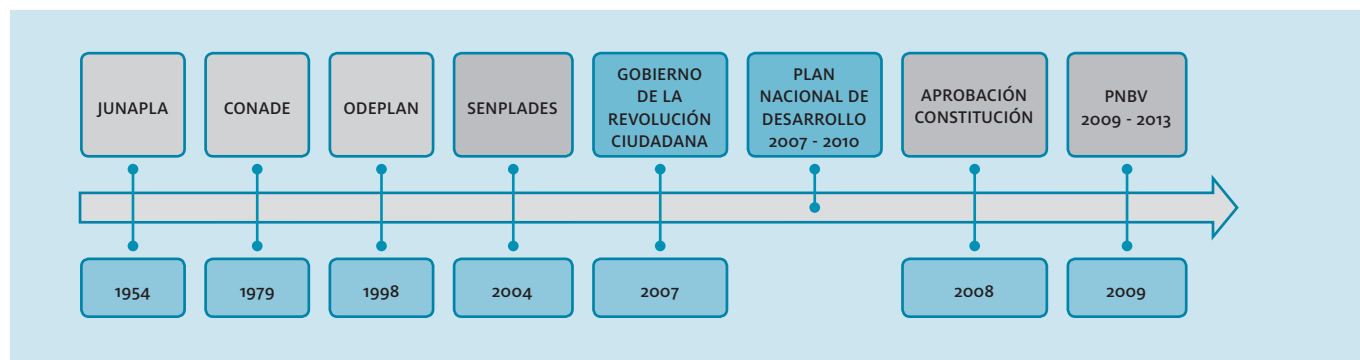 JUNAPLA
CONADE
ODEPLAN
SENPLADES
GOBIERNO
DE LA
REVOLUCIÓN
CIUDADANA
PLAN
NACIONAL DE
DESARROLLO
2007 - 2010
APROBACIÓN
CONSTITUCIÓN
PNBV
2009 - 2013
1954
1979
1998
2004
2007
2008
2009